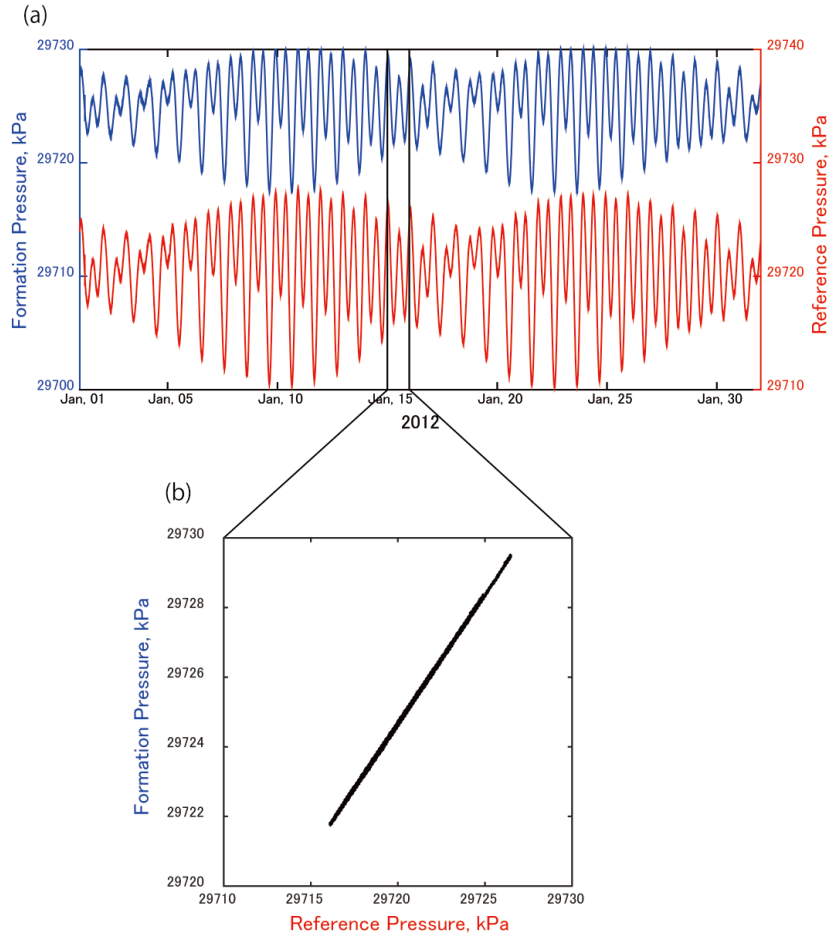 (a)
29730
29720
29710
29700
Formation Pressure, kPa
29740
29730
29720
29710
Reference Pressure, kPa
Jan, 01 Jan, 05 Jan, 10 Jan, 15 Jan, 20 Jan, 25 Jan, 30
2012
(b)
29730
29728
29726
29724
29722
29720
Formation Pressure, kPa
29710 29715 29720 29725 29730
Reference Pressure, kPa